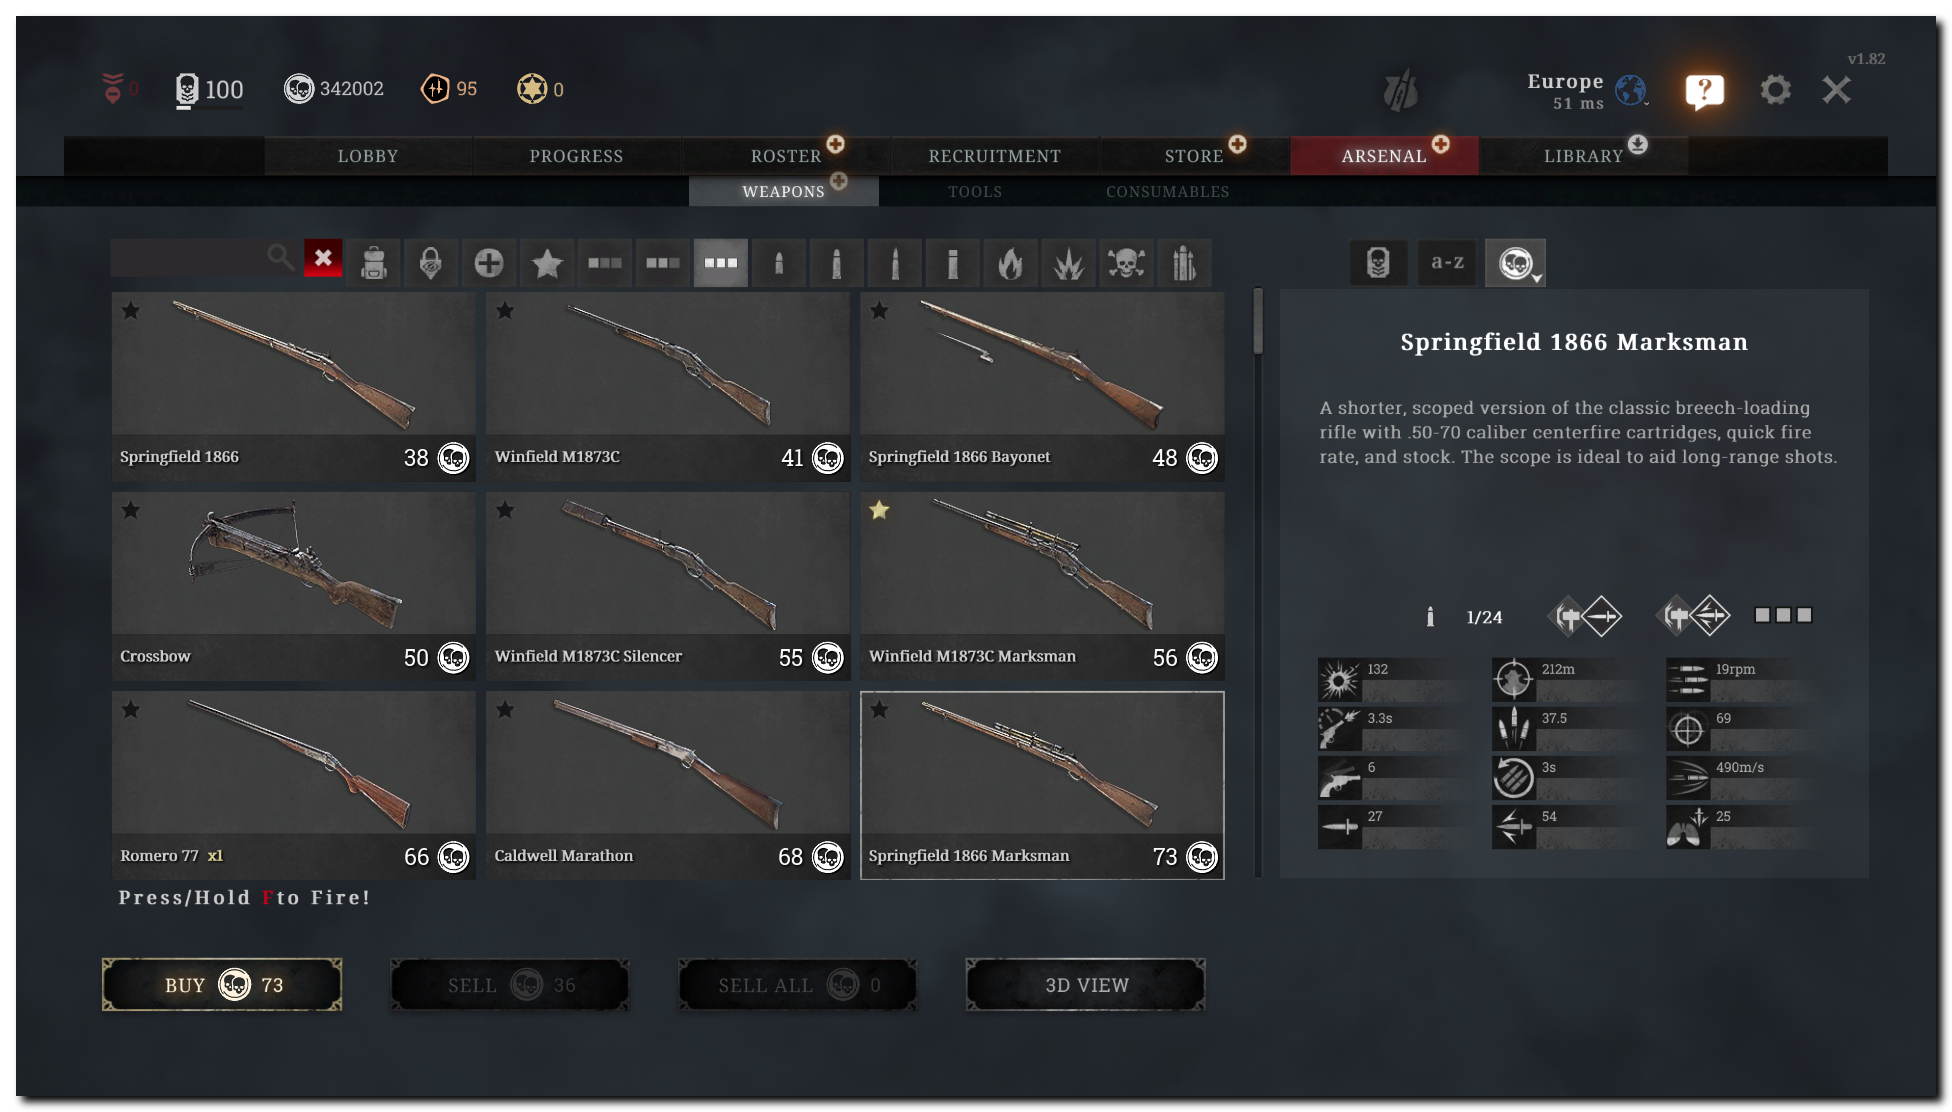 v1.82
0
100
342002
95
0
Europe
51 ms
?
LOBBY
PROGRESS
ROSTER
RECRUITMENT
STORE
ARSENAL
LIBRARY
WEAPONS
TOOLS
CONSUMABLES
a-z
Springfield 1866 38
Winfield M1873C 41
Springfield 1866 Bayonet 48
Crossbow 50
Winfield M1873C Silencer 55
Winfield M1873C Marksman 56
Romero 77 x1 66
Caldwell Marathon 68
Springfield 1866 Marksman 73
Press/Hold F to Fire!
BUY 73
SELL 36
SELL ALL 0
3D VIEW
Springfield 1866 Marksman
A shorter, scoped version of the classic breech-loading
rifle with .50-70 caliber centerfire cartridges, quick fire
rate, and stock. The scope is ideal to aid long-range shots.
1/24
132 212m 19rpm
3.3s 37.5 69
6 3s 490m/s
27 54 25